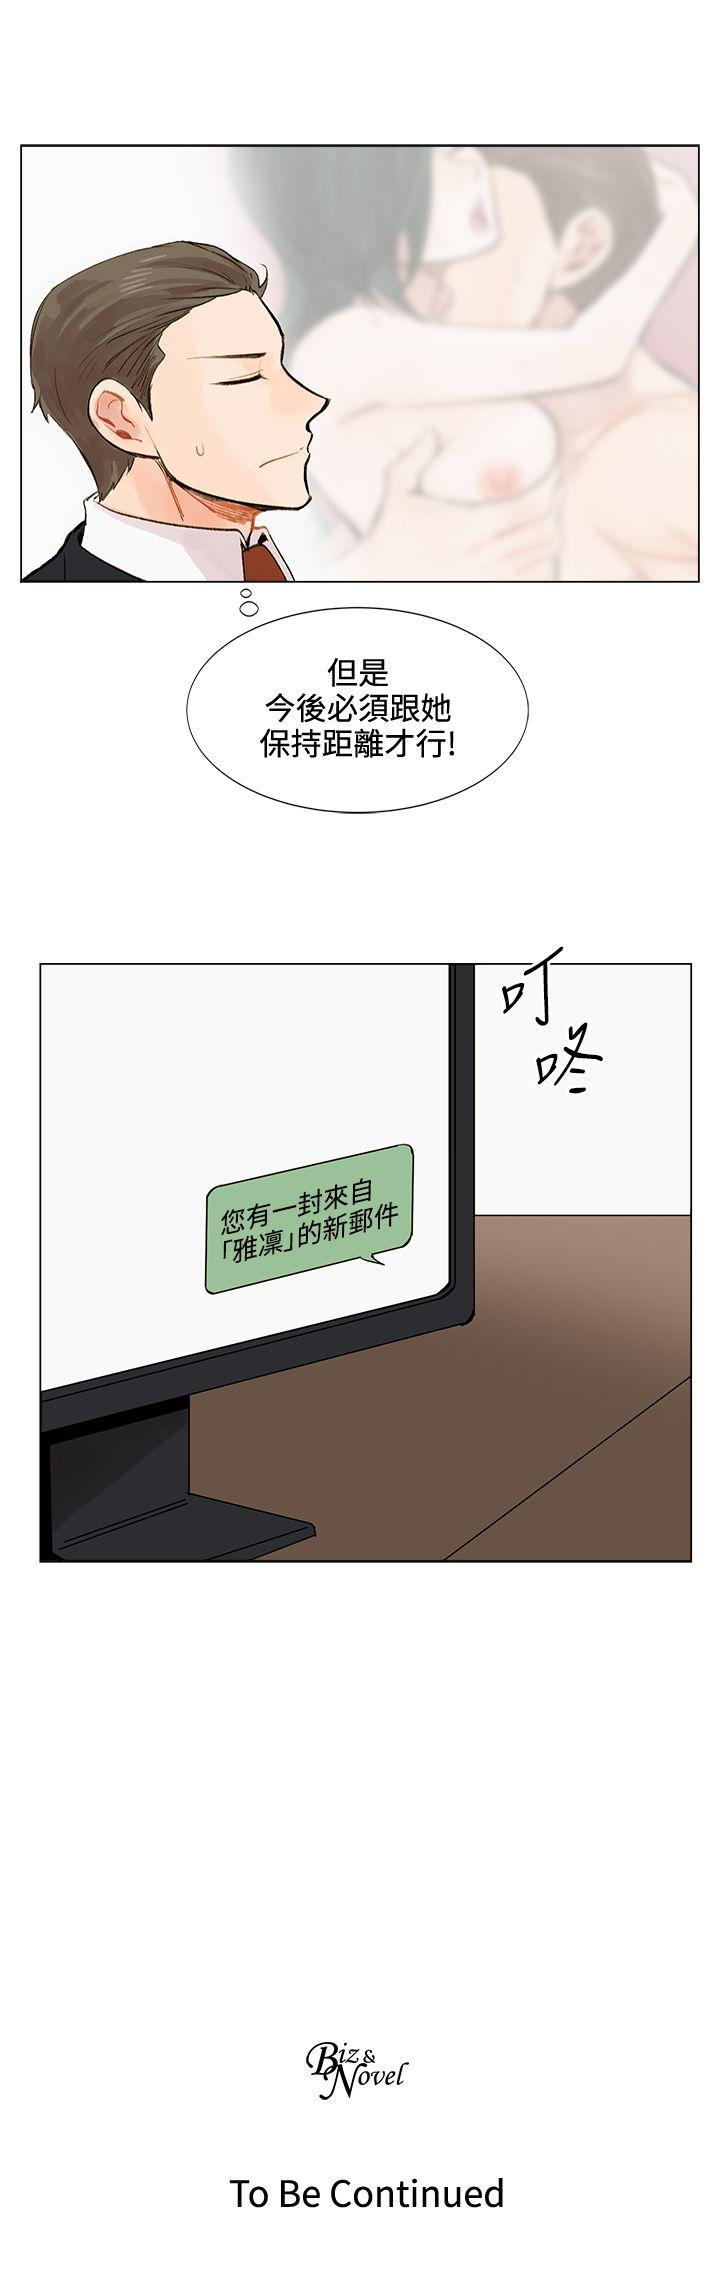 但是
今後必須跟她
保持距離才行!
叮
咚
您有一封來自
「雅凜」的新郵件
Biz &
Novel
To Be Continued